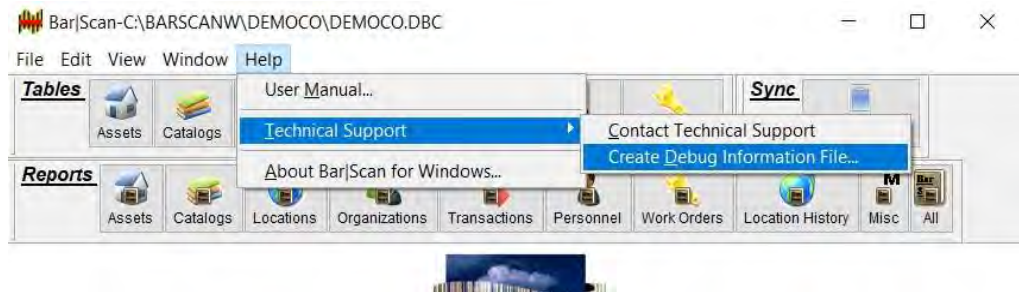 Bar|Scan-C:\BARSCANW\DEMOCO\DEMOCO.DBC
File Edit View Window Help
Tables
Assets Catalogs
User Manual...
Technical Support
About Bar|Scan for Windows...
Contact Technical Support
Create Debug Information File...
Sync
Reports
Assets Catalogs Locations Organizations Transactions Personnel Work Orders Location History Misc All